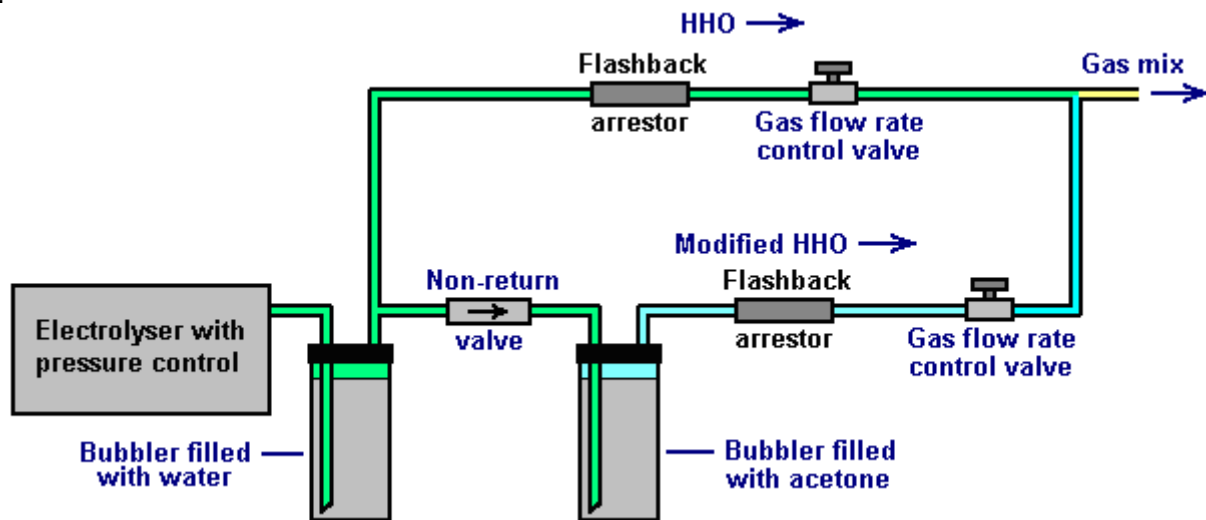 HHO
Flashback
arrestor
Gas flow rate
control valve
Gas mix
Modified HHO
Flashback
arrestor
Gas flow rate
control valve
Non-return
valve
Electrolyser with
pressure control
Bubbler filled
with water
Bubbler filled
with acetone